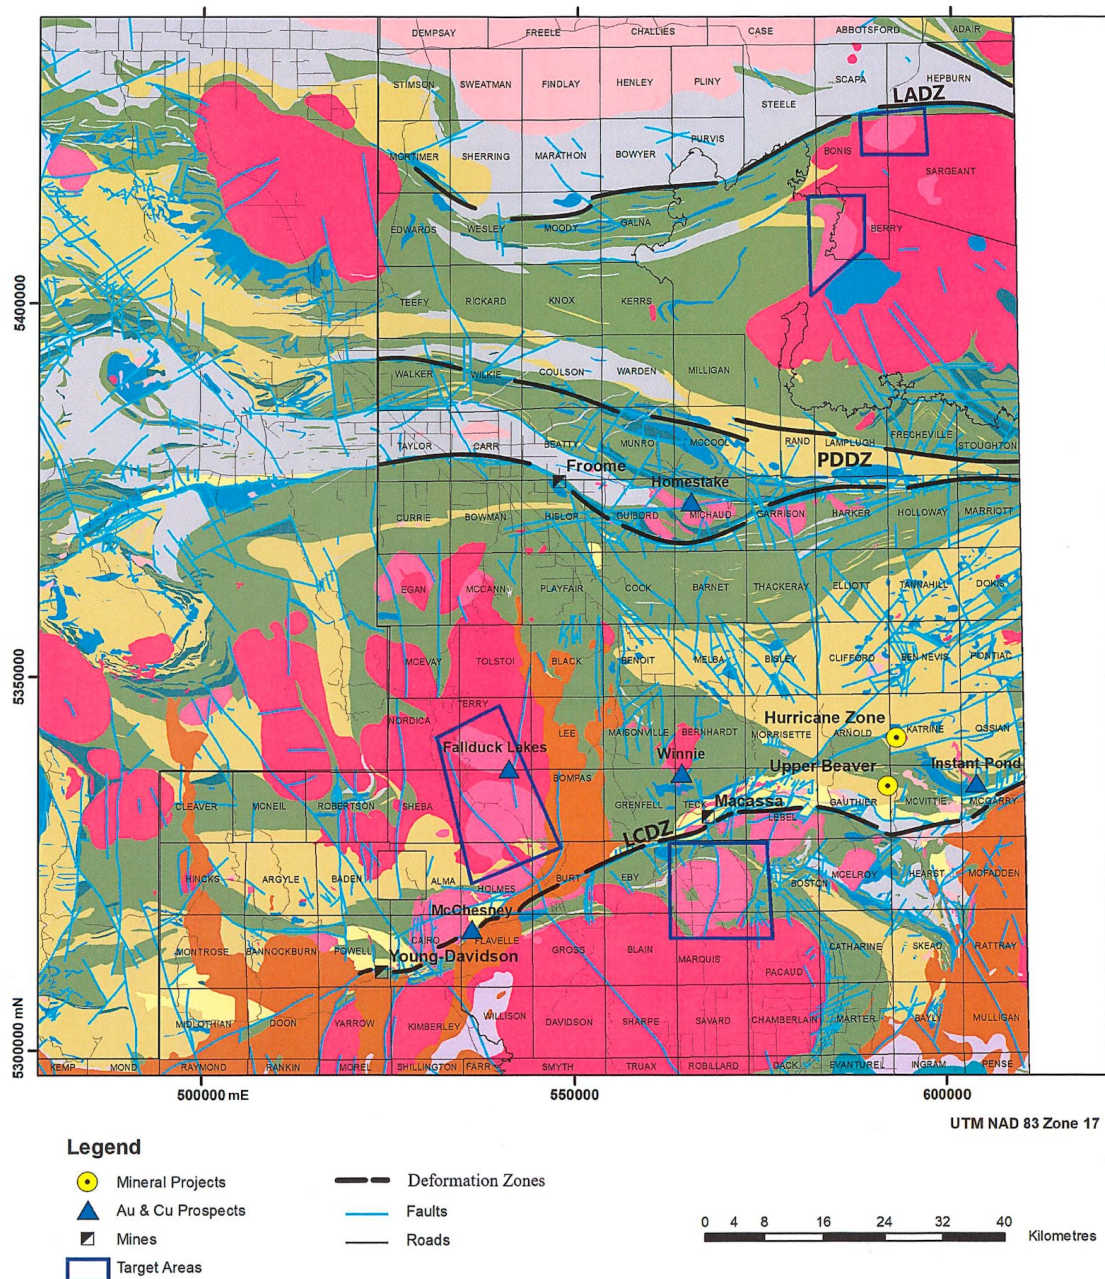 DEMPSAY FREELE CHALLIES CASE ABBOTSFORD ADAIR
STIMSON SWEATMAN FINDLAY HENLEY PLINY STEELE SCAPA HEPBURN
LADZ
MORTIMER SHERRING MARATHON BOWYER PURVIS BONIS SARGEANT
EDWARDS WESLEY MOODY GALNA BERRY
5400000
TEEFY RICKARD KNOX KERRS
WALKER WILKIE COULSON WARDEN MILLIGAN
TAYLOR CARR BEATTY MUNRO MCCOOL RAND LAMPLUGH FRECHEVILLE STOUGHTON
PDDZ
Froome
Homestake
CURRIE BOWMAN HISLOP GUIBORD MICHAUD GARRISON HARKER HOLLOWAY MARRIOTT
EGAN MCCANN PLAYFAIR COOK BARNET THACKERAY ELLIOTT TANNAHILL DOKIS
MCEVAY TOLSTOI BLACK BENOIT MELBA BISLEY CLIFFORD BEN NEVIS PONTIAC
5350000
TERRY
NORDICA LEE MAISONVILLE BERNHARDT MORRISETTE ARNOLD KATRINE OSSIAN
Hurricane Zone
Fallduck Lakes
Winnie
Upper Beaver
Instant Pond
BOMPAS
CLEAVER MCNEIL ROBERTSON SHEBA GRENFELL TECK LEBEL GAUTHIER MCVITTIE MCGARRY
Macassa
LCDZ
HINCKS ARGYLE BADEN ALMA HOLMES BURT EBY BOSTON MCELROY HEARST MCFADDEN
McChesney
CAIRO FLAVELLE
MONTROSE BANNOCKBURN POWELL GROSS BLAIN MARQUIS PACAUD CATHARINE SKEAD RATTRAY
Young-Davidson
MIDLOTHIAN DOON YARROW KIMBERLEY WILLISON DAVIDSON SHARPE SAVARD CHAMBERLAIN MARTER BAYLY MULLIGAN
5300000 mN
KEMP MOND RAYMOND RANKIN MOREL SHILLINGTON FARR SMYTH TRUAX ROBILLARD DACK EVANTUREL INGRAM PENSE
500000 mE 550000 600000
UTM NAD 83 Zone 17
Legend
Mineral Projects
Au & Cu Prospects
Mines
Target Areas
Deformation Zones
Faults
Roads
0 4 8 16 24 32 40
Kilometres